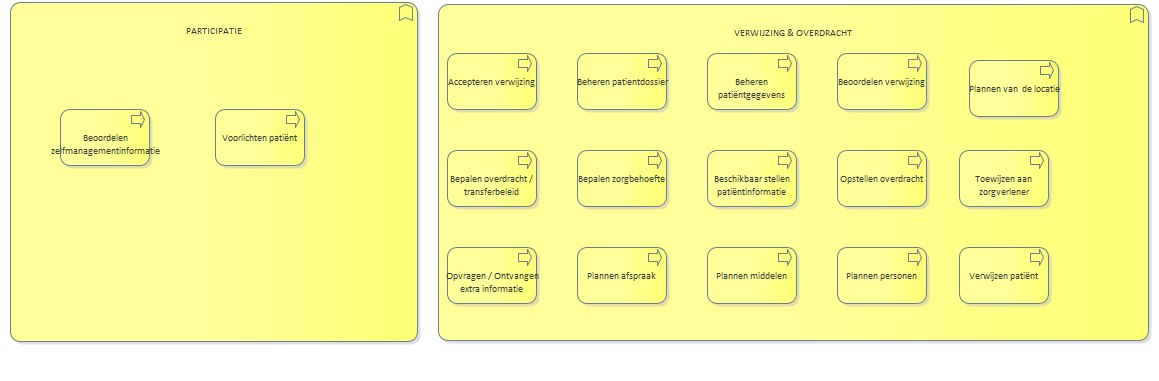 PARTICIPATIE
Beoordelen
zelfmanagementinformatie
Voorlichten patiënt
VERWIJZING & OVERDRACHT
Accepteren verwijzing
Beheren patientdossier
Beheren
patiëntgegevens
Beoordelen verwijzing
Plannen van de locatie
Bepalen overdracht /
transferbeleid
Bepalen zorgbehoefte
Beschikbaar stellen
patiëntinformatie
Opstellen overdracht
Toewijzen aan
zorgverlener
Opvragen / Ontvangen
extra informatie
Plannen afspraak
Plannen middelen
Plannen personen
Verwijzen patiënt